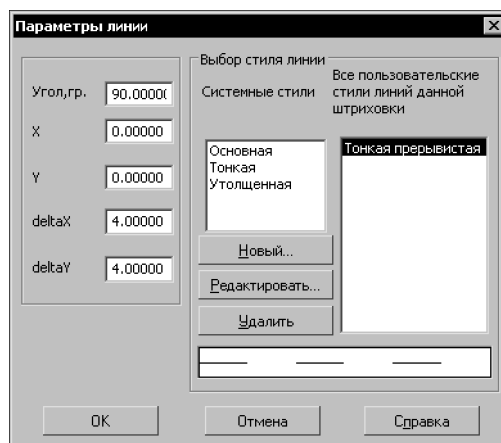 Параметры линии
Угол,гр. 90.0000(
X 0.00000
Y 0.00000
deltaX 4.00000
deltaY 4.00000
Выбор стиля линии
Системные стили
Все пользовательские
стили линий данной
штриховки
Основная
Тонкая
Утолщенная
Тонкая прерывистая
Новый...
Редактировать...
Удалить
OK
Отмена
Справка